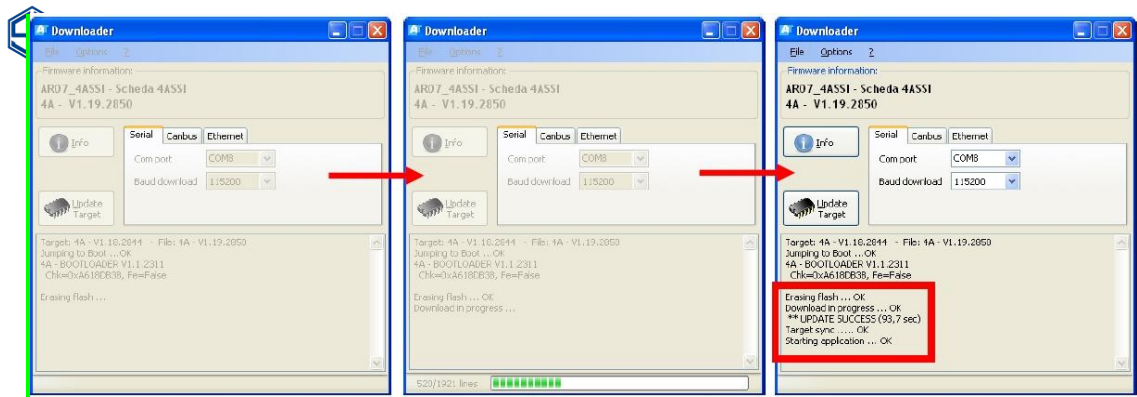 Downloader
File Options ?
Firmware information:
AR07_4ASSI - Scheda 4ASSI
4A - V1.19.2850
Info
Serial Canbus Ethernet
Com port COM8
Baud download 115200
Update
Target
Target: 4A - V1.18.2844 - File: 4A - V1.19.2850
Jumping to Boot ...OK
4A - BOOTLOADER V1.1.2311
Chk=0xA618DB38, Fe=False
Erasing flash ...
Downloader
File Options ?
Firmware information:
AR07_4ASSI - Scheda 4ASSI
4A - V1.19.2850
Info
Serial Canbus Ethernet
Com port COM8
Baud download 115200
Update
Target
Target: 4A - V1.18.2844 - File: 4A - V1.19.2850
Jumping to Boot ...OK
4A - BOOTLOADER V1.1.2311
Chk=0xA618DB38, Fe=False
Erasing flash ... OK
Download in progress ...
520/1921 lines
Downloader
File Options ?
Firmware information:
AR07_4ASSI - Scheda 4ASSI
4A - V1.19.2850
Info
Serial Canbus Ethernet
Com port COM8
Baud download 115200
Update
Target
Target: 4A - V1.18.2844 - File: 4A - V1.19.2850
Jumping to Boot ...OK
4A - BOOTLOADER V1.1.2311
Chk=0xA618DB38, Fe=False
Erasing flash ... OK
Download in progress ... OK
** UPDATE SUCCESS (93,7 sec)
Target sync ..... OK
Starting application ... OK